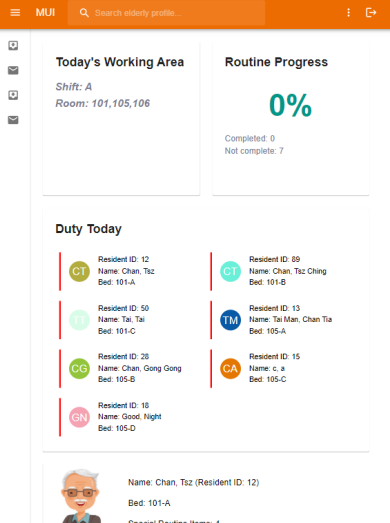 MUI
Search elderly profile...
Today's Working Area
Shift: A
Room: 101,105,106
Routine Progress
0%
Completed: 0
Not complete: 7
Duty Today
CT
Resident ID: 12
Name: Chan, Tsz
Bed: 101-A
CT
Resident ID: 89
Name: Chan, Tsz Ching
Bed: 101-B
TT
Resident ID: 50
Name: Tai, Tai
Bed: 101-C
TM
Resident ID: 13
Name: Tai Man, Chan Tia
Bed: 105-A
CG
Resident ID: 28
Name: Chan, Gong Gong
Bed: 105-B
CA
Resident ID: 15
Name: c, a
Bed: 105-C
GN
Resident ID: 18
Name: Good, Night
Bed: 105-D
Name: Chan, Tsz (Resident ID: 12)
Bed: 101-A
Special Routine Items: 4